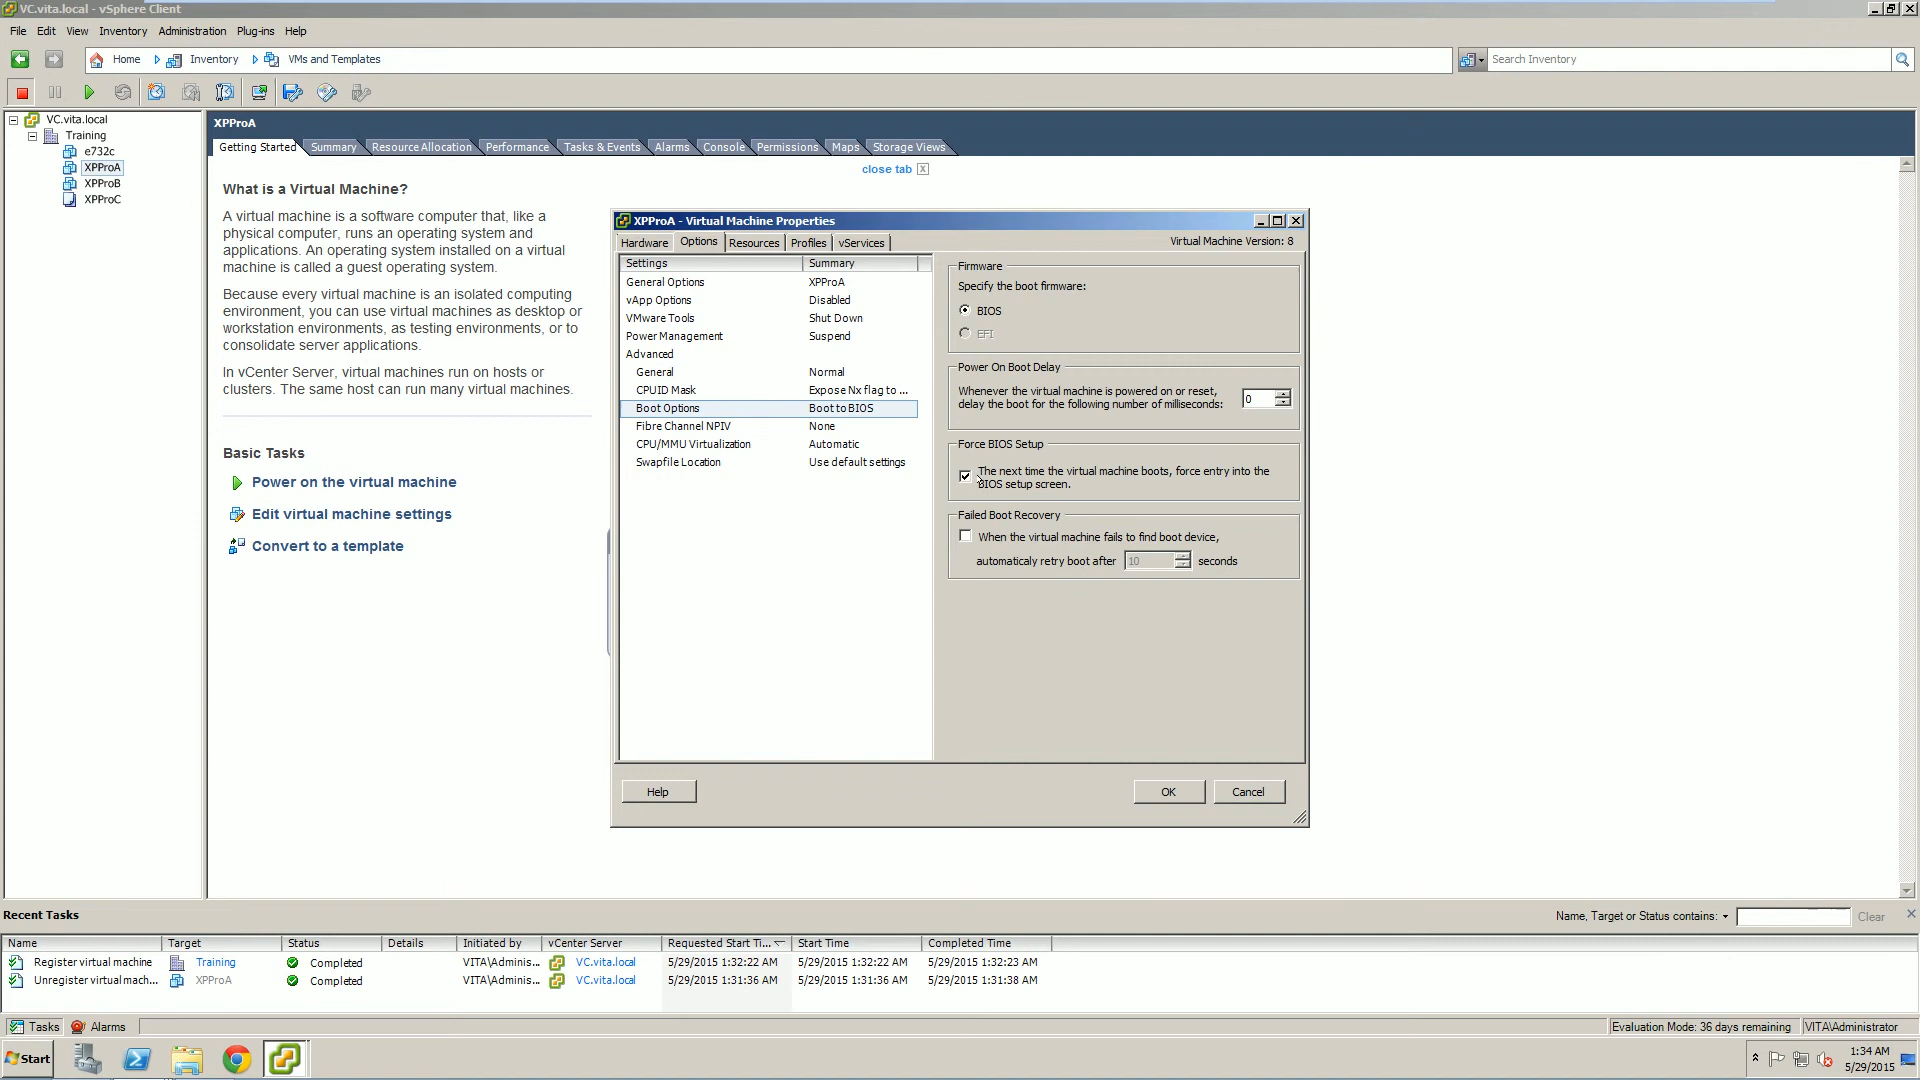 VC.vita.local - vSphere Client
File Edit View Inventory Administration Plug-ins Help
Home Inventory VMs and Templates
Search Inventory
VC.vita.local
Training
e732c
XPProA
XPProB
XPProC
XPProA
Getting Started Summary Resource Allocation Performance Tasks & Events Alarms Console Permissions Maps Storage Views
close tab
What is a Virtual Machine?
A virtual machine is a software computer that, like a
physical computer, runs an operating system and
applications. An operating system installed on a virtual
machine is called a guest operating system.
Because every virtual machine is an isolated computing
environment, you can use virtual machines as desktop or
workstation environments, as testing environments, or to
consolidate server applications.
In vCenter Server, virtual machines run on hosts or
clusters. The same host can run many virtual machines.
Basic Tasks
Power on the virtual machine
Edit virtual machine settings
Convert to a template
XPProA - Virtual Machine Properties
Hardware Options Resources Profiles vServices
Virtual Machine Version: 8
Settings Summary
General Options XPProA
vApp Options Disabled
VMware Tools Shut Down
Power Management Suspend
Advanced
General Normal
CPUID Mask Expose Nx flag to ...
Boot Options Boot to BIOS
Fibre Channel NPIV None
CPU/MMU Virtualization Automatic
Swapfile Location Use default settings
Firmware
Specify the boot firmware:
BIOS
EFI
Power On Boot Delay
Whenever the virtual machine is powered on or reset,
delay the boot for the following number of milliseconds:
0
Force BIOS Setup
The next time the virtual machine boots, force entry into the
BIOS setup screen.
Failed Boot Recovery
When the virtual machine fails to find boot device,
automaticaly retry boot after 10 seconds
Help
OK
Cancel
Recent Tasks
Name, Target or Status contains:
Clear
Name Target Status Details Initiated by vCenter Server Requested Start Ti... Start Time Completed Time
Register virtual machine Training Completed VITA\Adminis... VC.vita.local 5/29/2015 1:32:22 AM 5/29/2015 1:32:22 AM 5/29/2015 1:32:23 AM
Unregister virtual mach... XPProA Completed VITA\Adminis... VC.vita.local 5/29/2015 1:31:36 AM 5/29/2015 1:31:36 AM 5/29/2015 1:31:38 AM
Tasks Alarms
Evaluation Mode: 36 days remaining
VITA\Administrator
Start
1:34 AM
5/29/2015